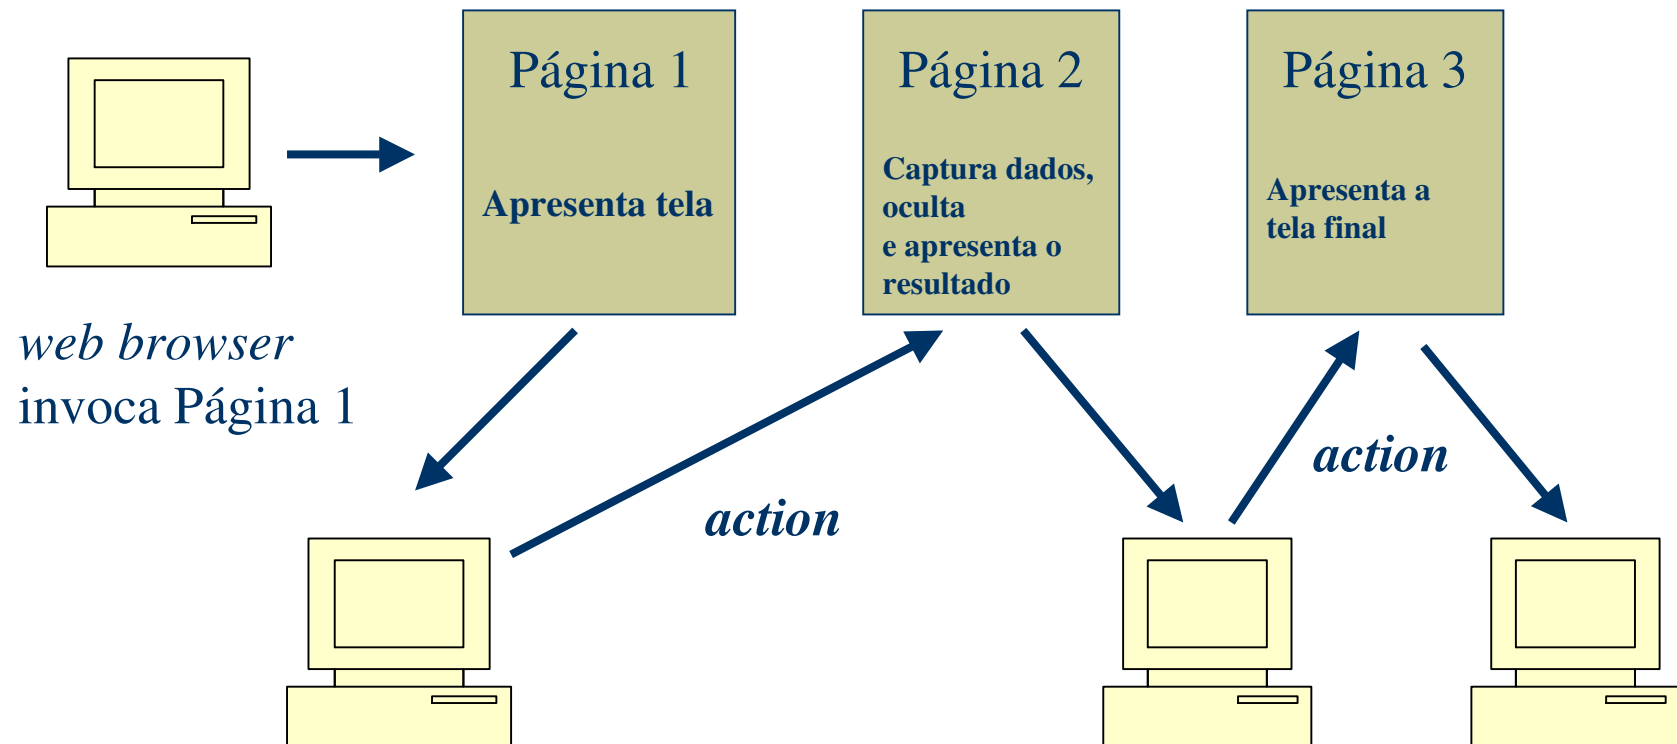 Página 1
Apresenta tela
Página 2
Captura dados,
oculta
e apresenta o
resultado
Página 3
Apresenta a
tela final
web browser
invoca Página 1
action
action